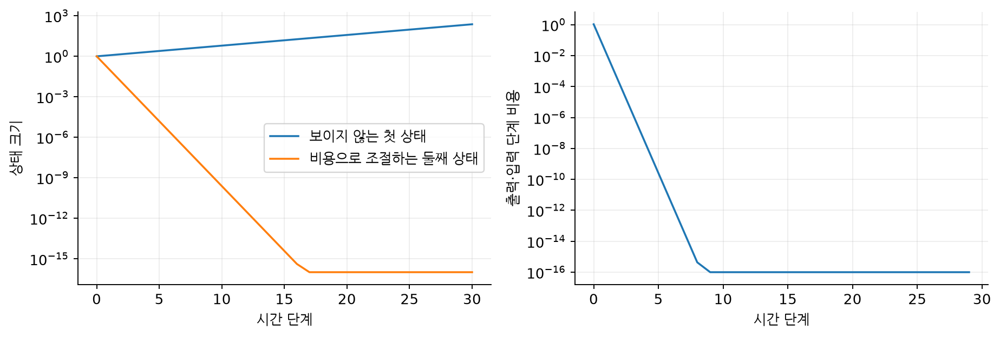 10³
10⁰
10⁻³
10⁻⁶
10⁻⁹
10⁻¹²
10⁻¹⁵
상태 크기
보이지 않는 첫 상태
비용으로 조절하는 둘째 상태
0 5 10 15 20 25 30
시간 단계
10⁰
10⁻²
10⁻⁴
10⁻⁶
10⁻⁸
10⁻¹⁰
10⁻¹²
10⁻¹⁴
10⁻¹⁶
출력·입력 단계 비용
0 5 10 15 20 25 30
시간 단계